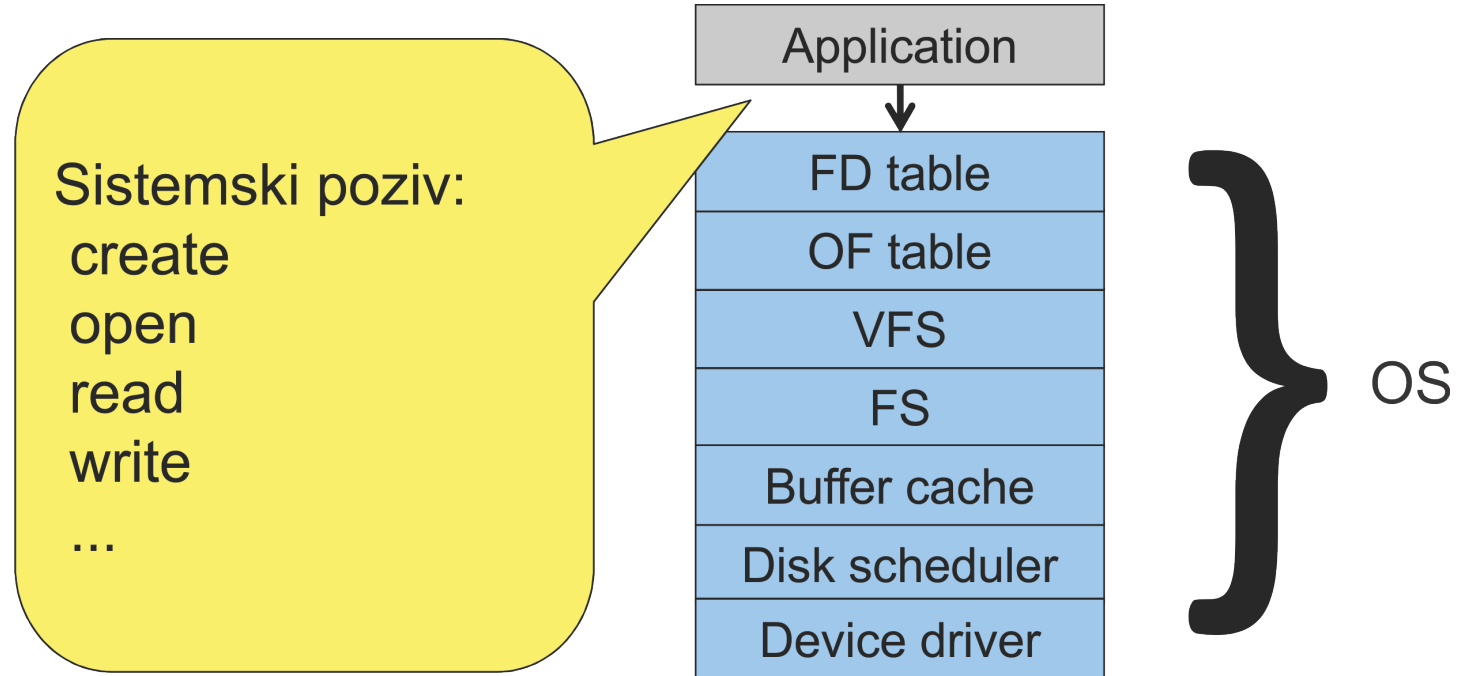 Application
Sistemski poziv:
create
open
read
write
...
FD table
OF table
VFS
FS
Buffer cache
Disk scheduler
Device driver
OS